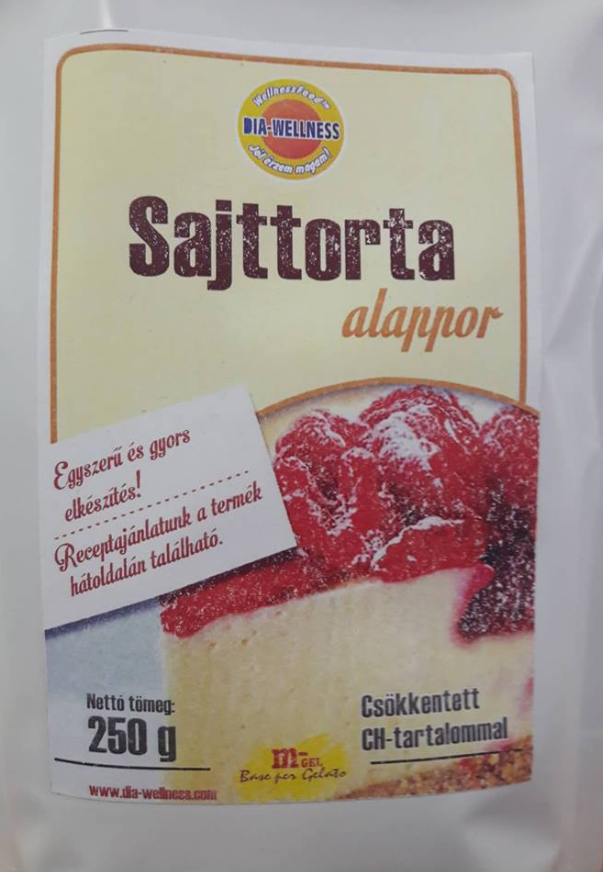 WellnessFood™
DIA-WELLNESS
Jól érzem magam!
Sajttorta
alappor
Egyszerű és gyors
elkészítés!
Receptajánlatunk a termék
hátoldalán található.
Nettó tömeg:
250 g
Csökkentett
CH-tartalommal
m-GEL
Base per Gelato
www.dia-wellness.com